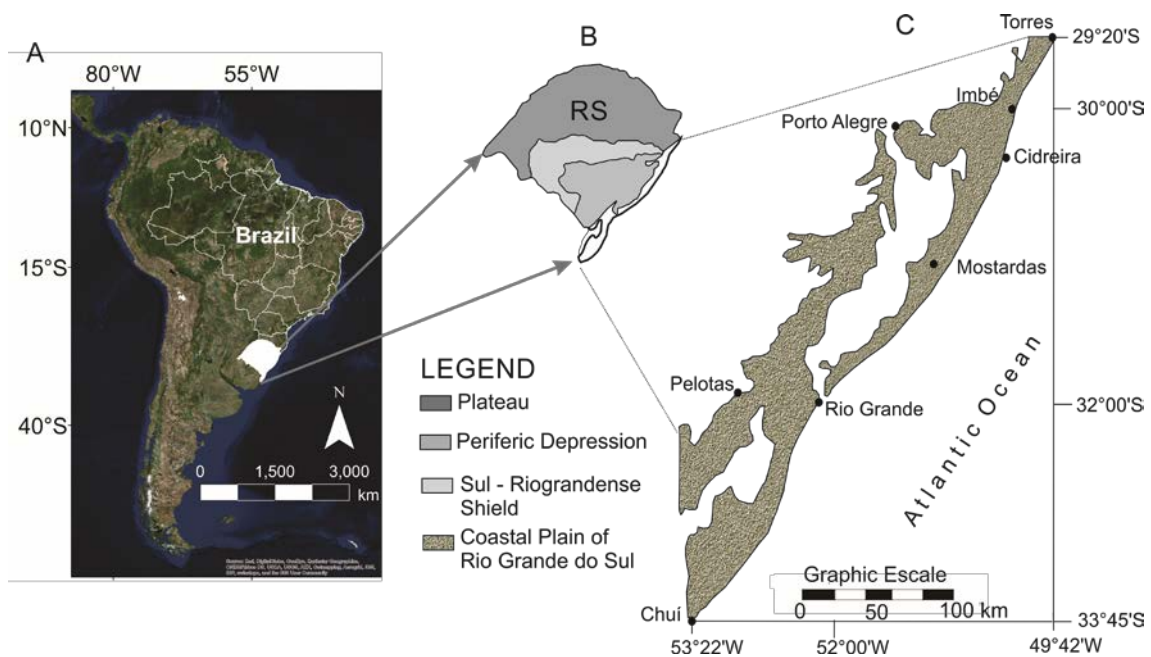 A
80°W 55°W
10°N
15°S
40°S
Brazil
N
0 1,500 3,000
km
B
RS
LEGEND
Plateau
Periferic Depression
Sul - Riograndense
Shield
Coastal Plain of
Rio Grande do Sul
C
Torres
29°20'S
Imbé
30°00'S
Porto Alegre
Cidreira
Mostardas
Pelotas
Rio Grande
32°00'S
Atlantic Ocean
Graphic Escale
0 50 100 km
Chuí
33°45'S
53°22'W 52°00'W 49°42'W